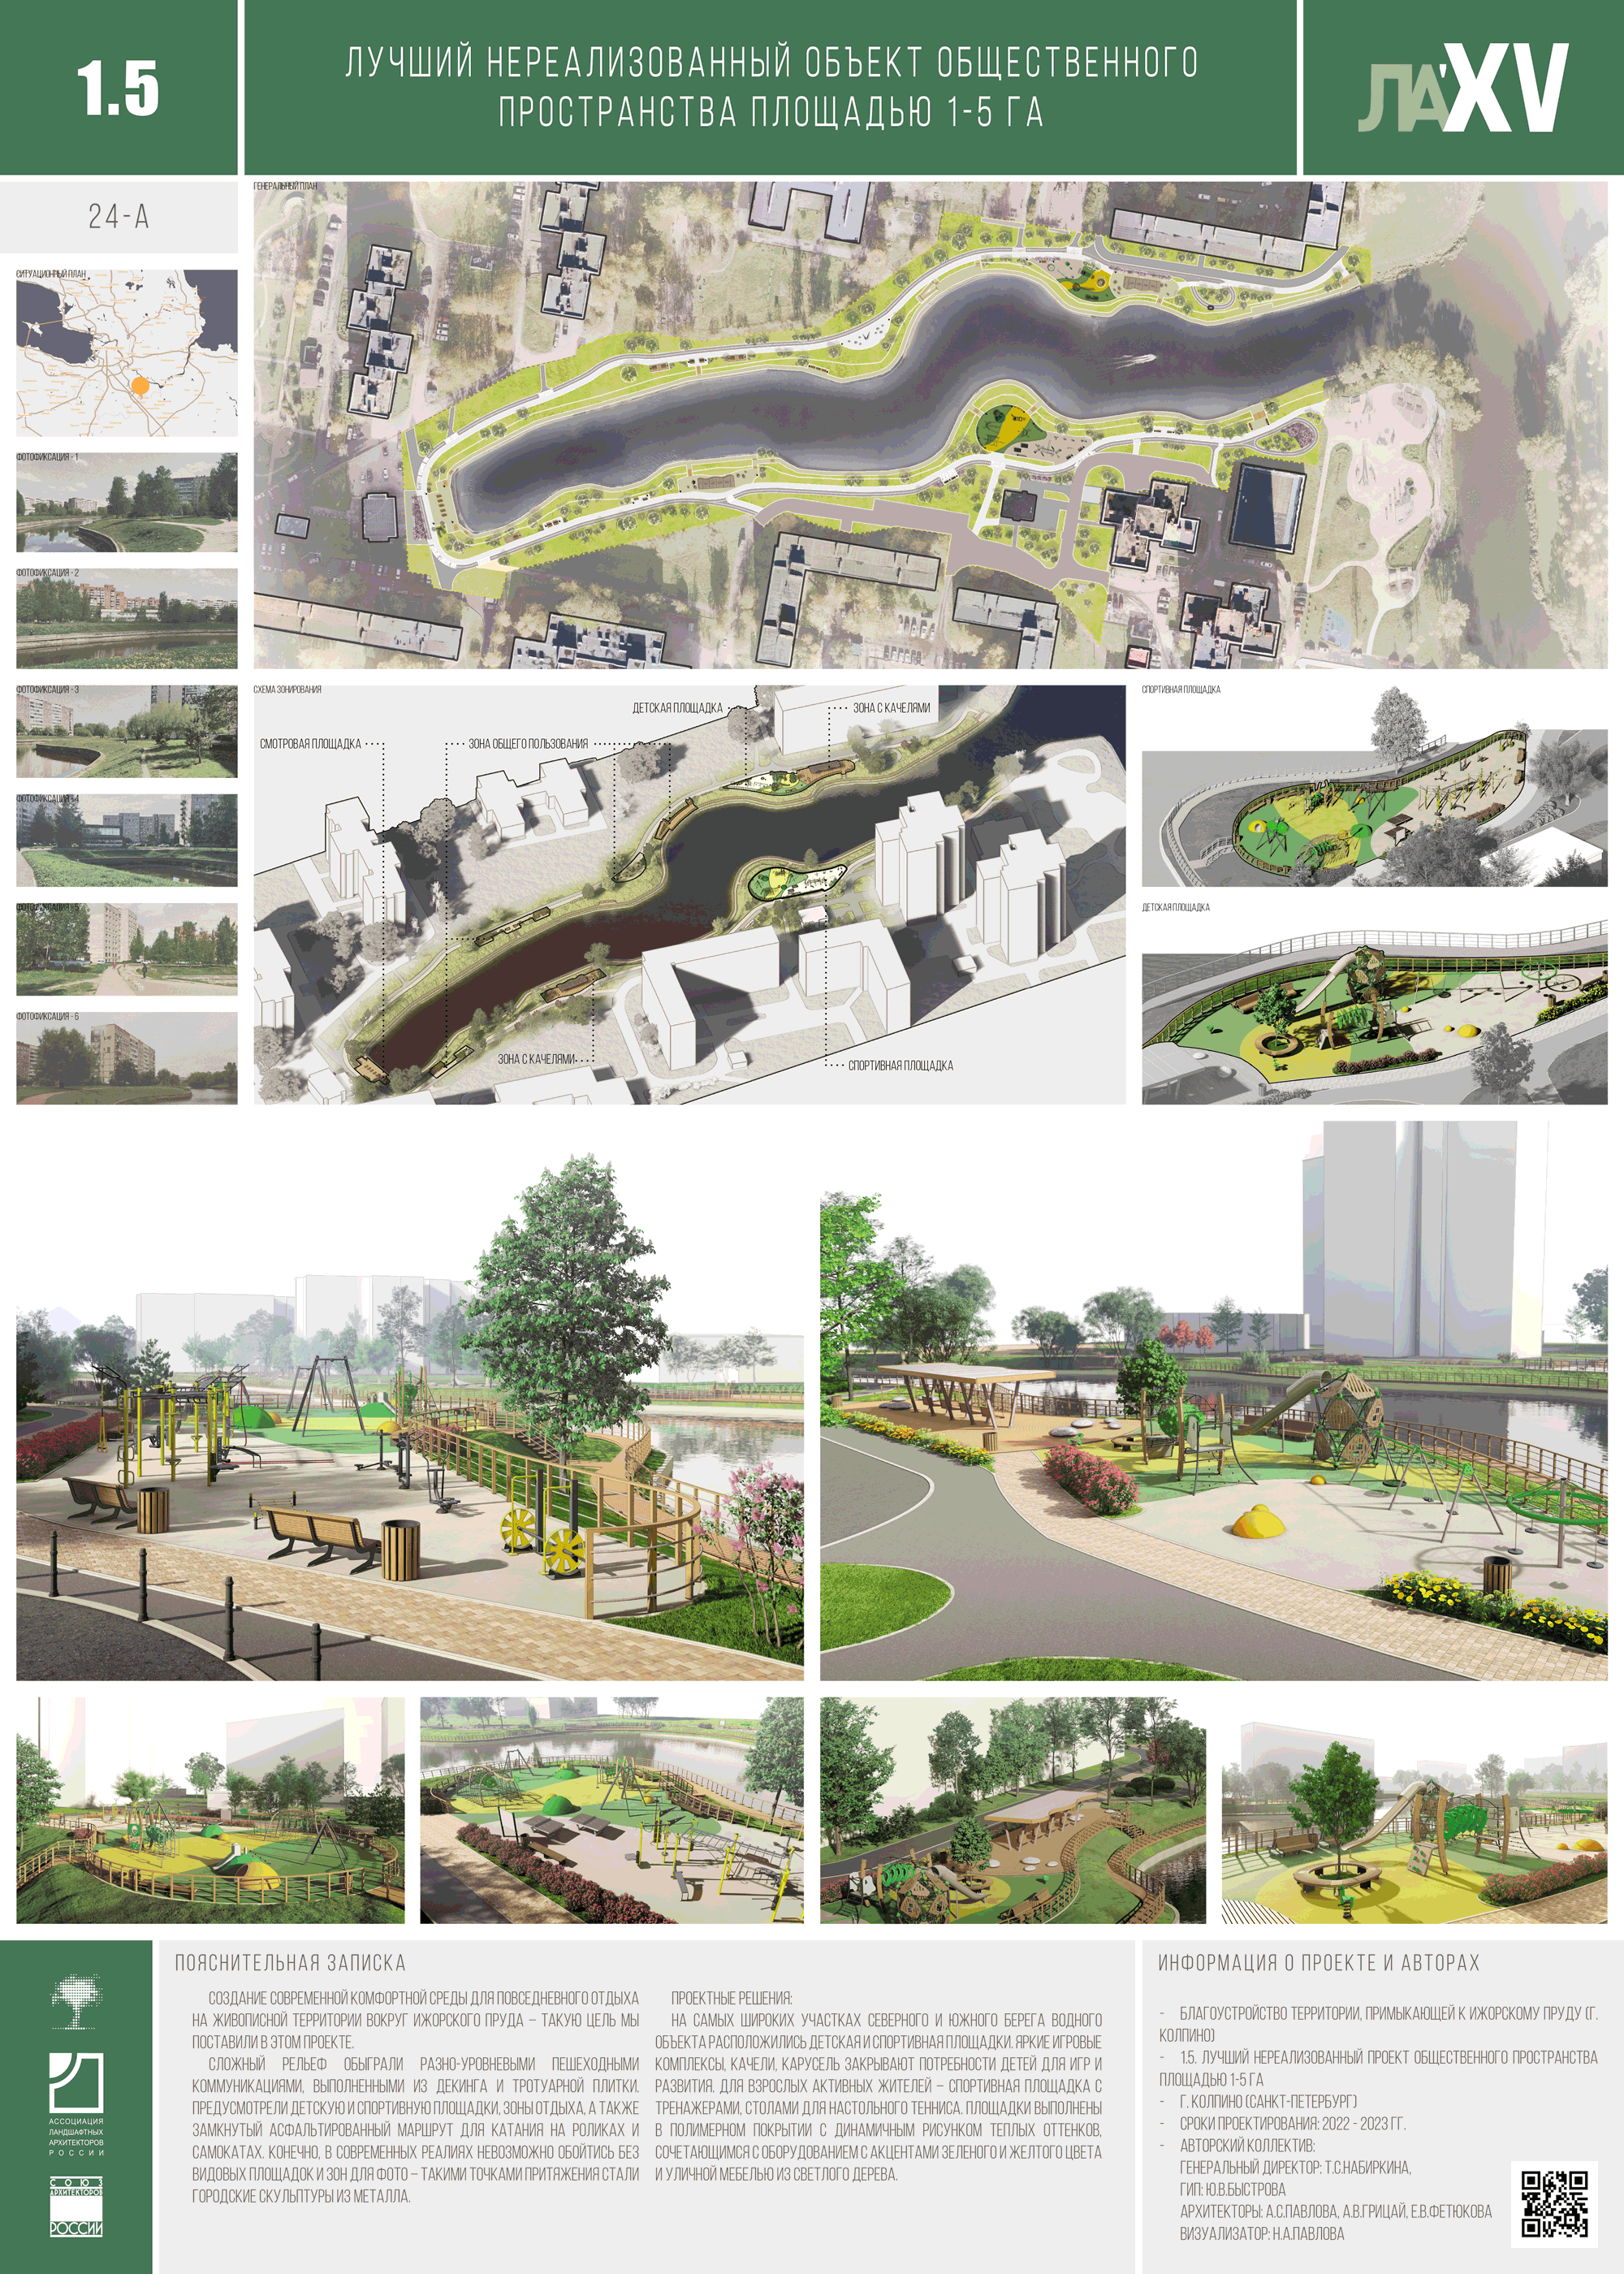 1.5
ЛУЧШИЙ НЕРЕАЛИЗОВАННЫЙ ОБЪЕКТ ОБЩЕСТВЕННОГО
ПРОСТРАНСТВА ПЛОЩАДЬЮ 1-5 ГА
ЛА'XV
24-А
СИТУАЦИОННЫЙ ПЛАН
ФОТОФИКСАЦИЯ - 1
ФОТОФИКСАЦИЯ - 2
ФОТОФИКСАЦИЯ - 3
ФОТОФИКСАЦИЯ - 4
ФОТОФИКСАЦИЯ - 5
ФОТОФИКСАЦИЯ - 6
ГЕНЕРАЛЬНЫЙ ПЛАН
СХЕМА ЗОНИРОВАНИЯ
ДЕТСКАЯ ПЛОЩАДКА
ЗОНА С КАЧЕЛЯМИ
СМОТРОВАЯ ПЛОЩАДКА
ЗОНА ОБЩЕГО ПОЛЬЗОВАНИЯ
ЗОНА С КАЧЕЛЯМИ
СПОРТИВНАЯ ПЛОЩАДКА
СПОРТИВНАЯ ПЛОЩАДКА
ДЕТСКАЯ ПЛОЩАДКА
АССОЦИАЦИЯ
ЛАНДШАФТНЫХ
АРХИТЕКТОРОВ
РОССИИ
СОЮЗ
АРХИТЕКТОРОВ
РОССИИ
ПОЯСНИТЕЛЬНАЯ ЗАПИСКА
СОЗДАНИЕ СОВРЕМЕННОЙ КОМФОРТНОЙ СРЕДЫ ДЛЯ ПОВСЕДНЕВНОГО ОТДЫХА
НА ЖИВОПИСНОЙ ТЕРРИТОРИИ ВОКРУГ ИЖОРСКОГО ПРУДА – ТАКУЮ ЦЕЛЬ МЫ
ПОСТАВИЛИ В ЭТОМ ПРОЕКТЕ.
СЛОЖНЫЙ РЕЛЬЕФ ОБЫГРАЛИ РАЗНО-УРОВНЕВЫМИ ПЕШЕХОДНЫМИ
КОММУНИКАЦИЯМИ, ВЫПОЛНЕННЫМИ ИЗ ДЕКИНГА И ТРОТУАРНОЙ ПЛИТКИ.
ПРЕДУСМОТРЕЛИ ДЕТСКУЮ И СПОРТИВНУЮ ПЛОЩАДКИ, ЗОНЫ ОТДЫХА, А ТАКЖЕ
ЗАМКНУТЫЙ АСФАЛЬТИРОВАННЫЙ МАРШРУТ ДЛЯ КАТАНИЯ НА РОЛИКАХ И
САМОКАТАХ. КОНЕЧНО, В СОВРЕМЕННЫХ РЕАЛИЯХ НЕВОЗМОЖНО ОБОЙТИСЬ БЕЗ
ВИДОВЫХ ПЛОЩАДОК И ЗОН ДЛЯ ФОТО – ТАКИМИ ТОЧКАМИ ПРИТЯЖЕНИЯ СТАЛИ
ГОРОДСКИЕ СКУЛЬПТУРЫ ИЗ МЕТАЛЛА.
ПРОЕКТНЫЕ РЕШЕНИЯ:
НА САМЫХ ШИРОКИХ УЧАСТКАХ СЕВЕРНОГО И ЮЖНОГО БЕРЕГА ВОДНОГО
ОБЪЕКТА РАСПОЛОЖИЛИСЬ ДЕТСКАЯ И СПОРТИВНАЯ ПЛОЩАДКИ. ЯРКИЕ ИГРОВЫЕ
КОМПЛЕКСЫ, КАЧЕЛИ, КАРУСЕЛЬ ЗАКРЫВАЮТ ПОТРЕБНОСТИ ДЕТЕЙ ДЛЯ ИГР И
РАЗВИТИЯ. ДЛЯ ВЗРОСЛЫХ АКТИВНЫХ ЖИТЕЛЕЙ – СПОРТИВНАЯ ПЛОЩАДКА С
ТРЕНАЖЕРАМИ, СТОЛАМИ ДЛЯ НАСТОЛЬНОГО ТЕННИСА. ПЛОЩАДКИ ВЫПОЛНЕНЫ
В ПОЛИМЕРНОМ ПОКРЫТИИ С ДИНАМИЧНЫМ РИСУНКОМ ТЕПЛЫХ ОТТЕНКОВ,
СОЧЕТАЮЩИМСЯ С ОБОРУДОВАНИЕМ С АКЦЕНТАМИ ЗЕЛЕНОГО И ЖЕЛТОГО ЦВЕТА
И УЛИЧНОЙ МЕБЕЛЬЮ ИЗ СВЕТЛОГО ДЕРЕВА.
ИНФОРМАЦИЯ О ПРОЕКТЕ И АВТОРАХ
- БЛАГОУСТРОЙСТВО ТЕРРИТОРИИ, ПРИМЫКАЮЩЕЙ К ИЖОРСКОМУ ПРУДУ (Г.
КОЛПИНО)
- 1.5. ЛУЧШИЙ НЕРЕАЛИЗОВАННЫЙ ПРОЕКТ ОБЩЕСТВЕННОГО ПРОСТРАНСТВА
ПЛОЩАДЬЮ 1-5 ГА
- Г. КОЛПИНО (САНКТ-ПЕТЕРБУРГ)
- СРОКИ ПРОЕКТИРОВАНИЯ: 2022 - 2023 ГГ.
- АВТОРСКИЙ КОЛЛЕКТИВ:
ГЕНЕРАЛЬНЫЙ ДИРЕКТОР: Т.С.НАБИРКИНА,
ГИП: Ю.В.БЫСТРОВА
АРХИТЕКТОРЫ: А.С.ПАВЛОВА, А.В.ГРИЦАЙ, Е.В.ФЕТЮКОВА
ВИЗУАЛИЗАТОР: Н.А.ПАВЛОВА